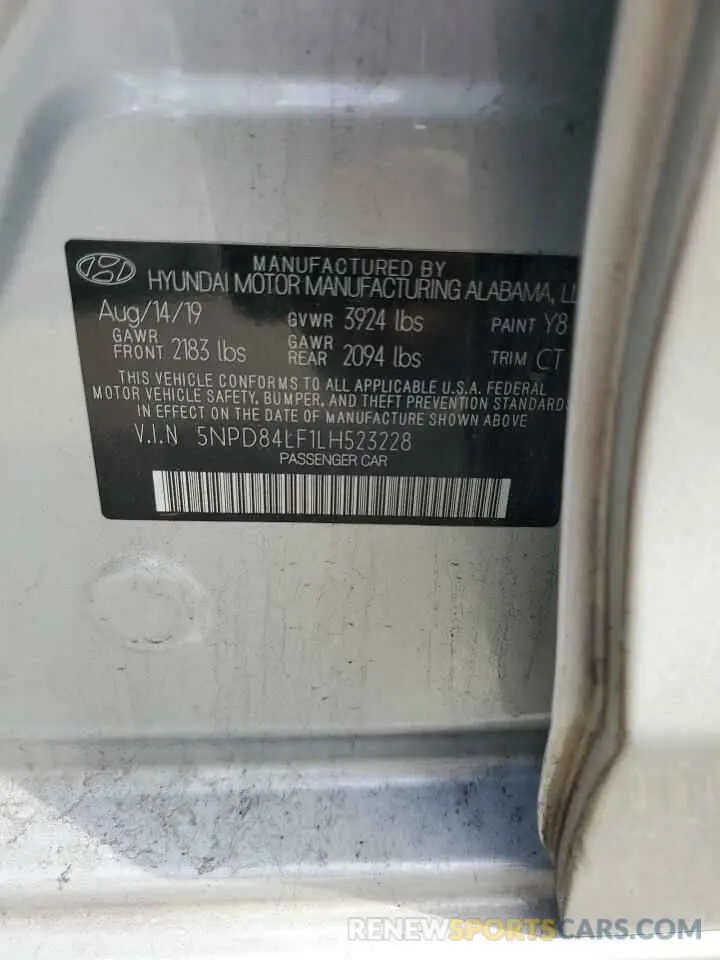 MANUFACTURED BY
HYUNDAI MOTOR MANUFACTURING ALABAMA,
Aug/14/19 GVWR 3924 lbs PAINT Y8
GAWR FRONT 2183 lbs GAWR REAR 2094 lbs TRIM CT
THIS VEHICLE CONFORMS TO ALL APPLICABLE U.S.A. FEDERAL
MOTOR VEHICLE SAFETY, BUMPER, AND THEFT PREVENTION STANDARDS
IN EFFECT ON THE DATE OF MANUFACTURE SHOWN ABOVE
V.I.N 5NPD84LF1LH523228
PASSENGER CAR
RENEWSPORTSCARS.COM